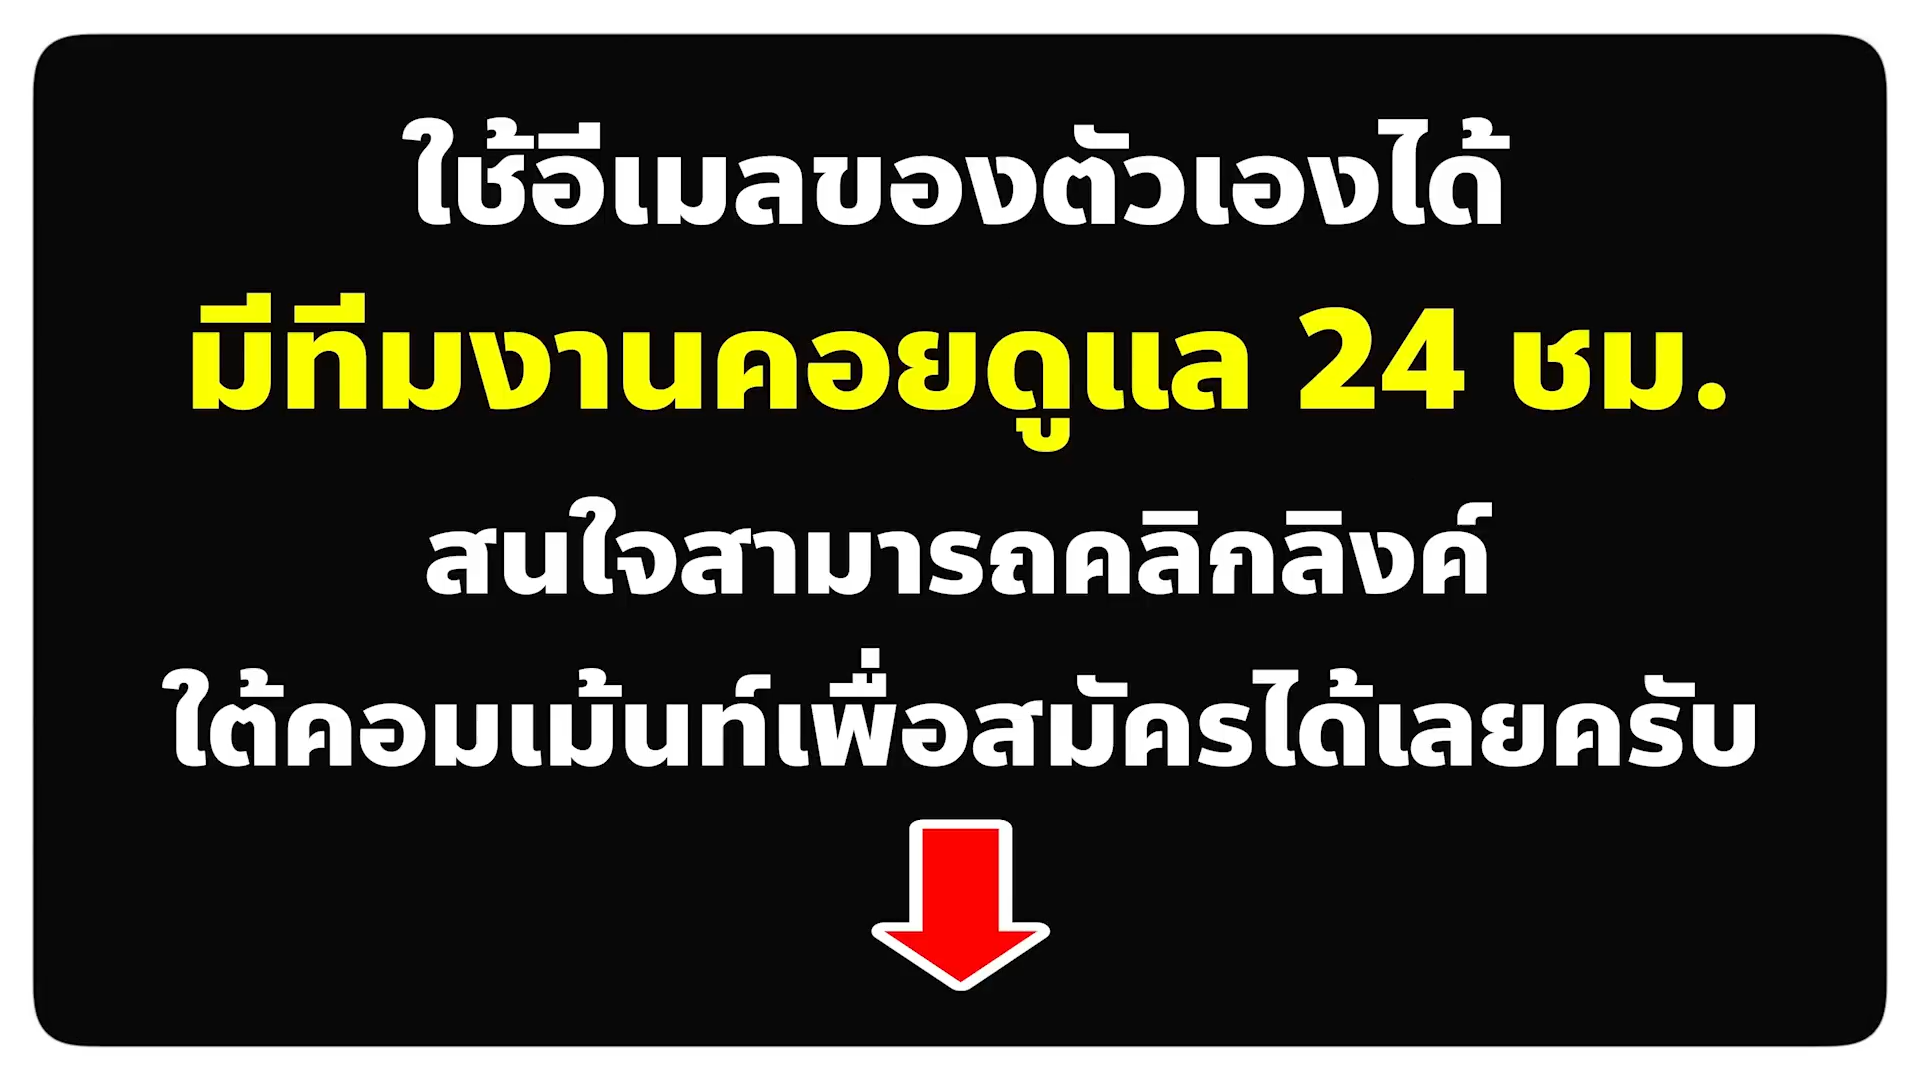 ใช้อีเมลของตัวเองได้
มีทีมงานคอยดูแล 24 ชม.
สนใจสามารถคลิกลิงค์
ใต้คอมเม้นท์เพื่อสมัครได้เลยครับ